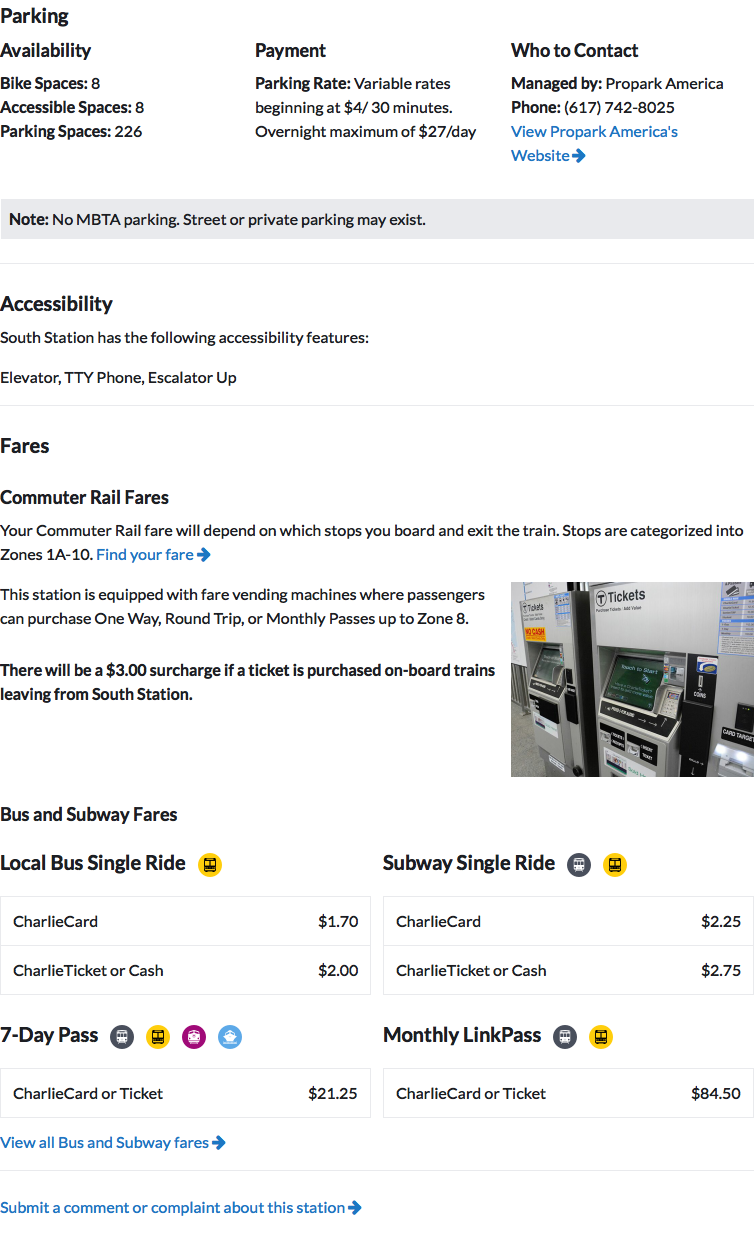 Parking
Availability
Bike Spaces: 8
Accessible Spaces: 8
Parking Spaces: 226
Payment
Parking Rate: Variable rates
beginning at $4/ 30 minutes.
Overnight maximum of $27/day
Who to Contact
Managed by: Propark America
Phone: (617) 742-8025
View Propark America's
Website
Note: No MBTA parking. Street or private parking may exist.
Accessibility
South Station has the following accessibility features:
Elevator, TTY Phone, Escalator Up
Fares
Commuter Rail Fares
Your Commuter Rail fare will depend on which stops you board and exit the train. Stops are categorized into
Zones 1A-10. Find your fare
This station is equipped with fare vending machines where passengers
can purchase One Way, Round Trip, or Monthly Passes up to Zone 8.
There will be a $3.00 surcharge if a ticket is purchased on-board trains
leaving from South Station.
Tickets
NO CASH
T Tickets
Purchase Tickets · Add Value
Touch to Start
COINS
CARD TARGET
Bus and Subway Fares
Local Bus Single Ride
CharlieCard $1.70
CharlieTicket or Cash $2.00
Subway Single Ride
CharlieCard $2.25
CharlieTicket or Cash $2.75
7-Day Pass
CharlieCard or Ticket $21.25
Monthly LinkPass
CharlieCard or Ticket $84.50
View all Bus and Subway fares
Submit a comment or complaint about this station